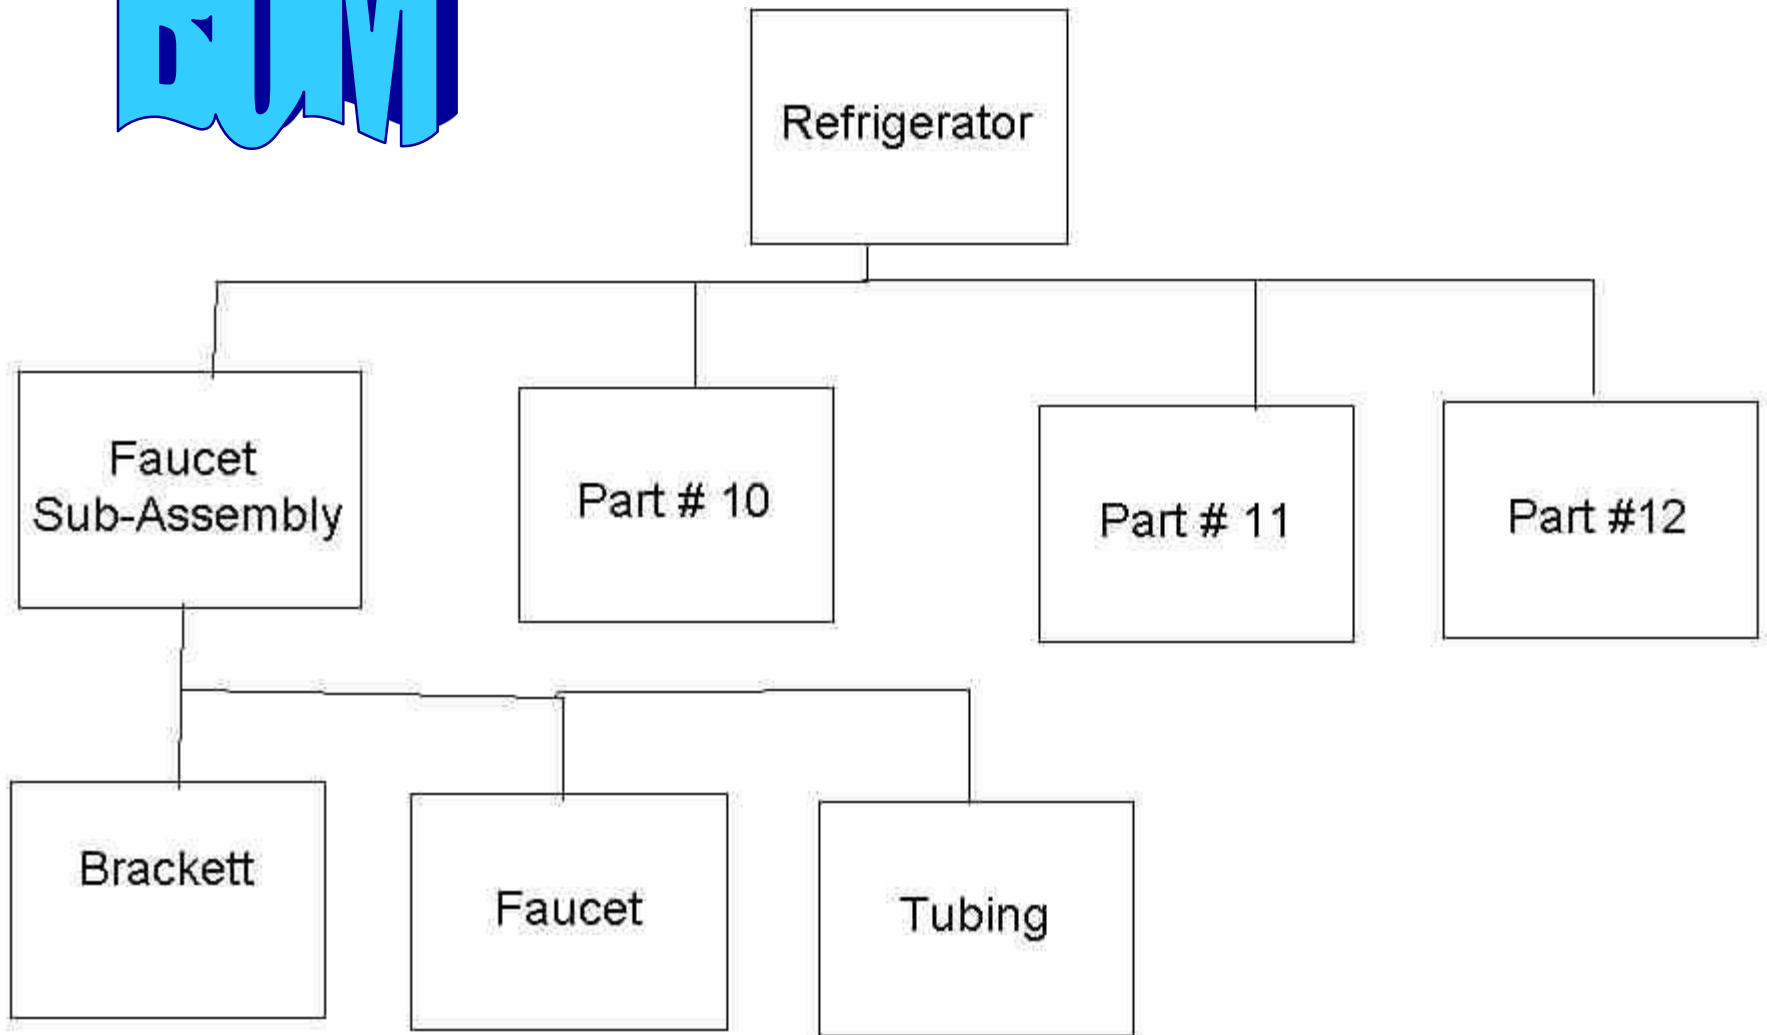 BOM
Refrigerator
Faucet
Sub-Assembly
Part # 10
Part # 11
Part #12
Brackett
Faucet
Tubing